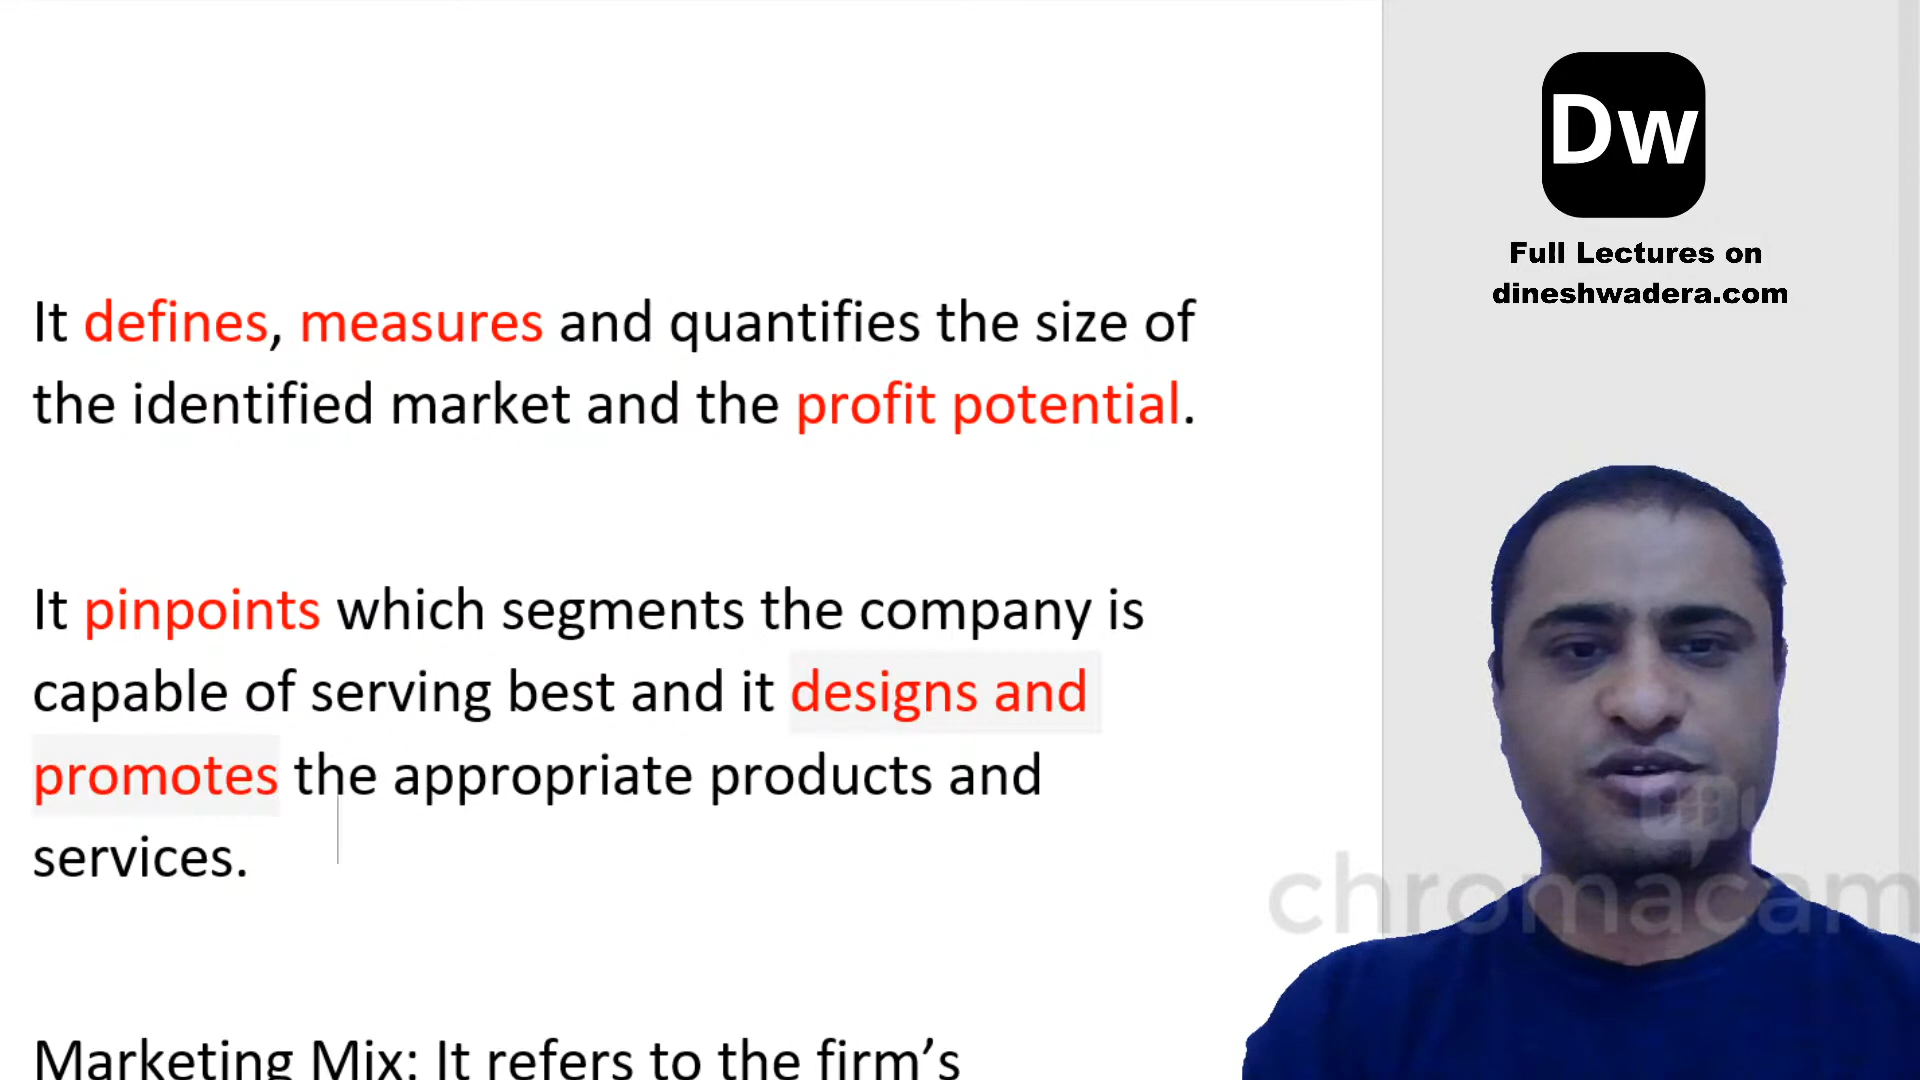 Dw
Full Lectures on
dineshwadera.com
It defines, measures and quantifies the size of
the identified market and the profit potential.
It pinpoints which segments the company is
capable of serving best and it designs and
promotes the appropriate products and
services.
chromacam
Marketing Mix: It refers to the firm’s